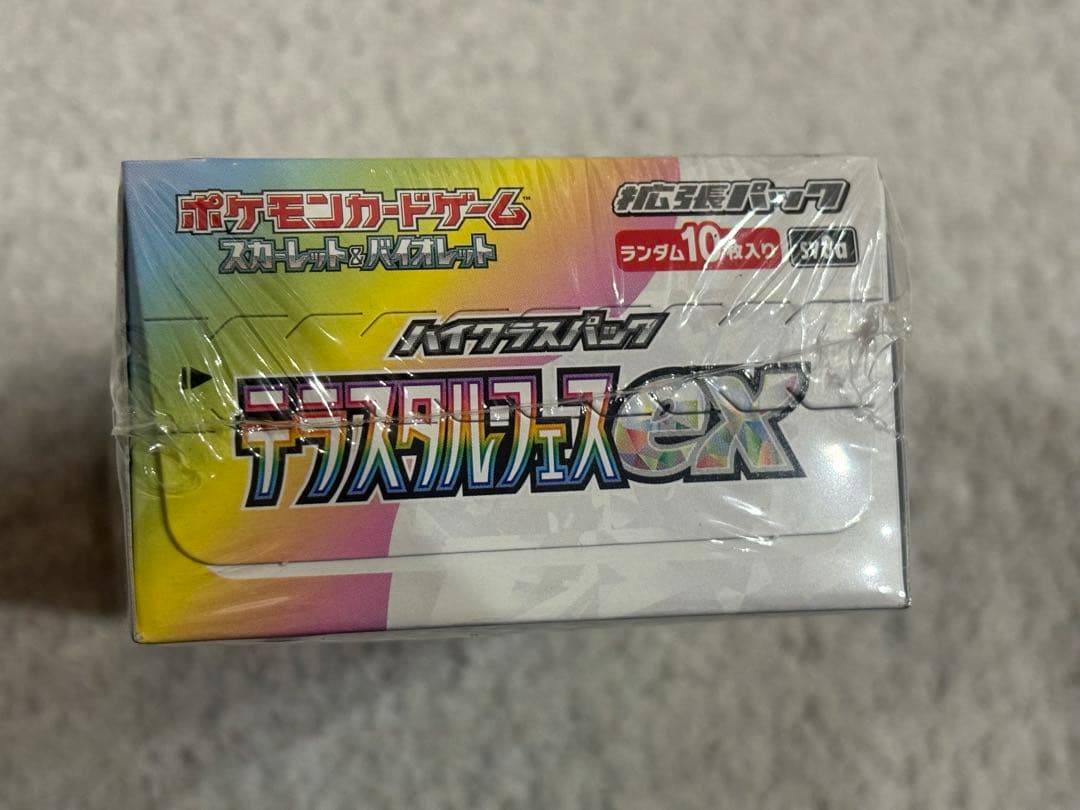 ポケモンカードゲーム™
スカーレット&バイオレット
拡張パック
ランダム10枚入り
ハイクラスパック
テラスタルフェスex